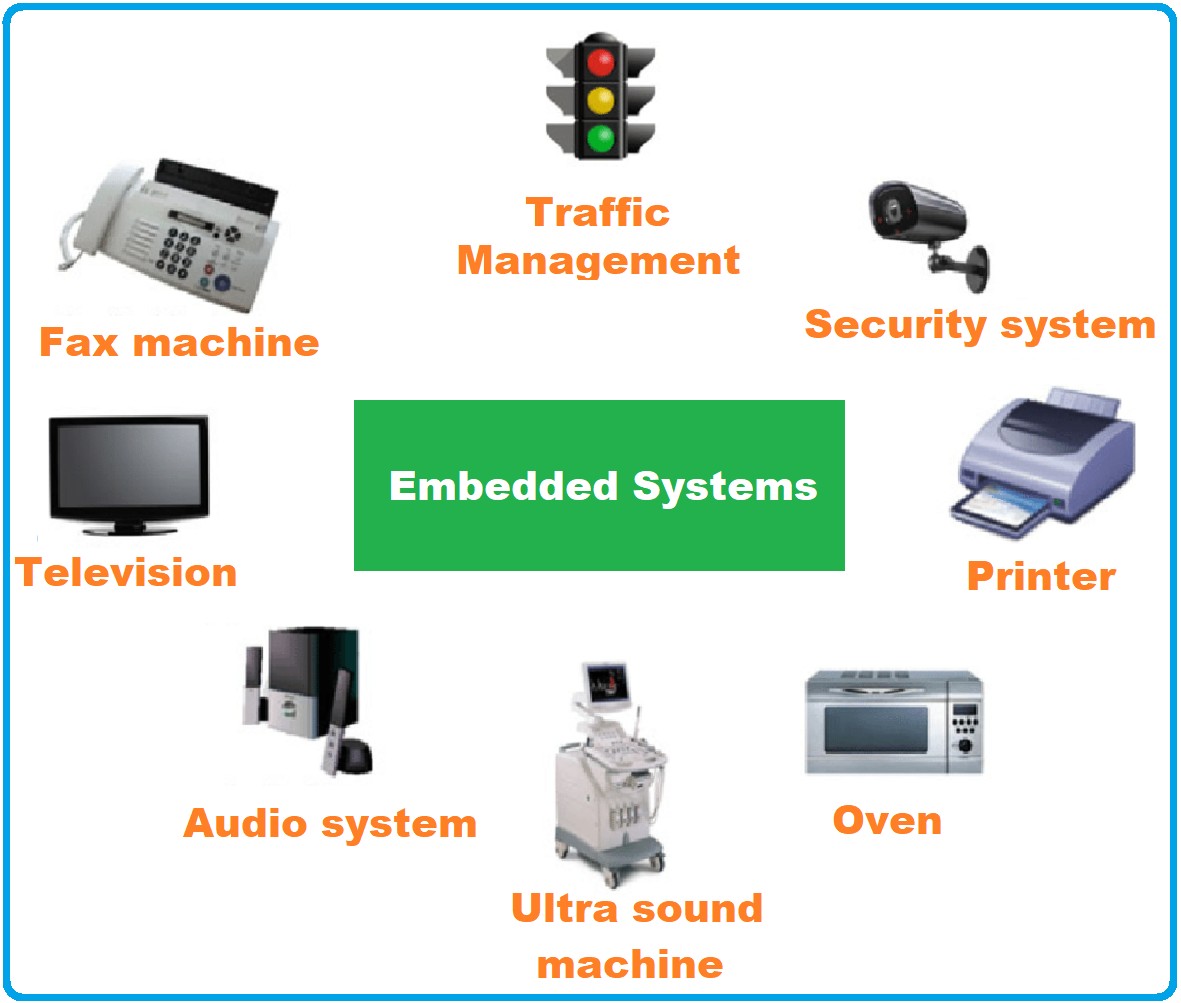 Traffic
Management
Fax machine
Security system
Embedded Systems
Television
Printer
Audio system
Oven
Ultra sound
machine